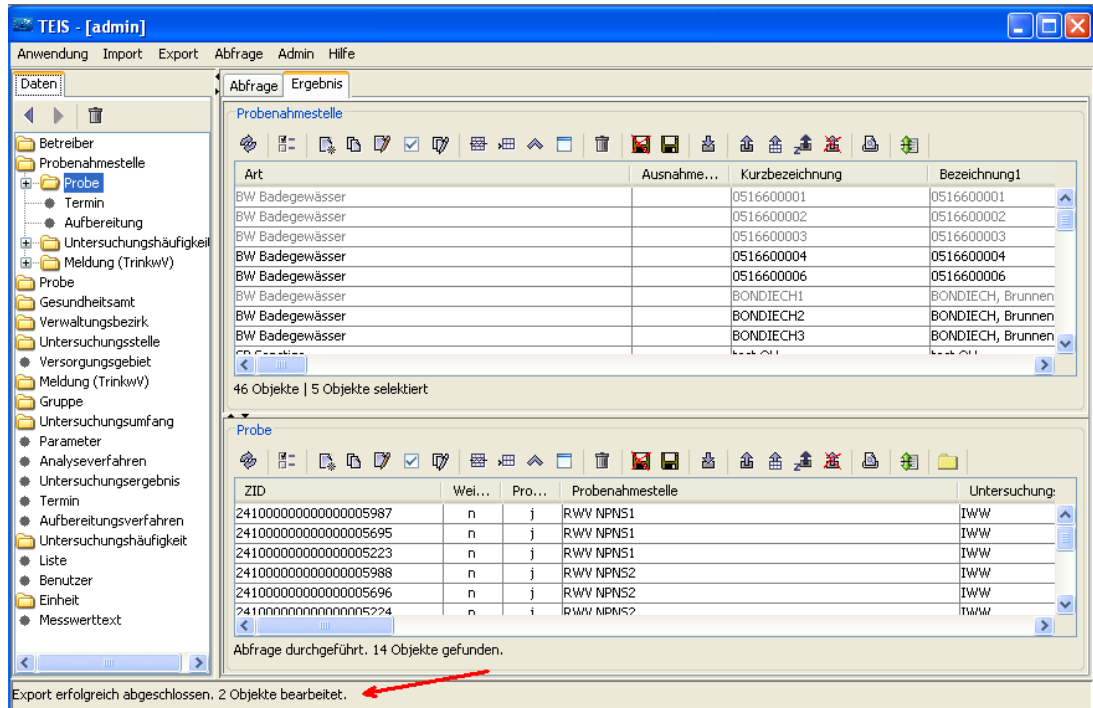 TEIS - [admin]
Anwendung Import Export Abfrage Admin Hilfe
Daten
Betreiber
Probenahmestelle
Probe
Termin
Aufbereitung
Untersuchungshäufigkeit
Meldung (TrinkwV)
Probe
Gesundheitsamt
Verwaltungsbezirk
Untersuchungsstelle
Versorgungsgebiet
Meldung (TrinkwV)
Gruppe
Untersuchungsumfang
Parameter
Analyseverfahren
Untersuchungsergebnis
Termin
Aufbereitungsverfahren
Untersuchungshäufigkeit
Liste
Benutzer
Einheit
Messwerttext
Abfrage Ergebnis
Probenahmestelle
Art Ausnahme... Kurzbezeichnung Bezeichnung1
BW Badegewässer 0516600001 0516600001
BW Badegewässer 0516600002 0516600002
BW Badegewässer 0516600003 0516600003
BW Badegewässer 0516600004 0516600004
BW Badegewässer 0516600006 0516600006
BW Badegewässer BONDIECH1 BONDIECH, Brunnen
BW Badegewässer BONDIECH2 BONDIECH, Brunnen
BW Badegewässer BONDIECH3 BONDIECH, Brunnen
46 Objekte | 5 Objekte selektiert
Probe
ZID Wei... Pro... Probenahmestelle Untersuchung:
241000000000000005987 n j RWV NPNS1 IWW
241000000000000005695 n j RWV NPNS1 IWW
241000000000000005223 n j RWV NPNS1 IWW
241000000000000005988 n j RWV NPNS2 IWW
241000000000000005696 n j RWV NPNS2 IWW
241000000000000005224 n j RWV NPNS2 IWW
Abfrage durchgeführt. 14 Objekte gefunden.
Export erfolgreich abgeschlossen. 2 Objekte bearbeitet.